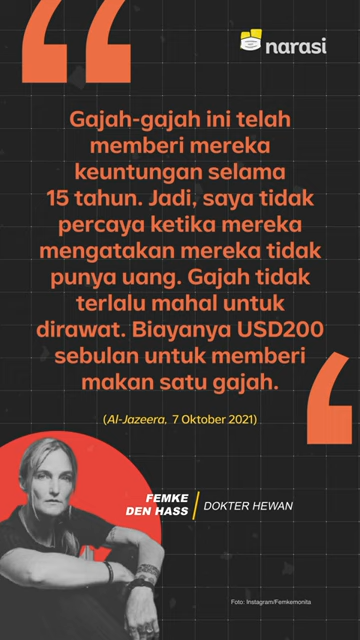 narasi
Gajah-gajah ini telah
memberi mereka
keuntungan selama
15 tahun. Jadi, saya tidak
percaya ketika mereka
mengatakan mereka tidak
punya uang. Gajah tidak
terlalu mahal untuk
dirawat. Biayanya USD200
sebulan untuk memberi
makan satu gajah.
(Al-Jazeera, 7 Oktober 2021)
FEMKE
DEN HASS
DOKTER HEWAN
Foto: Instagram/Femkemonita